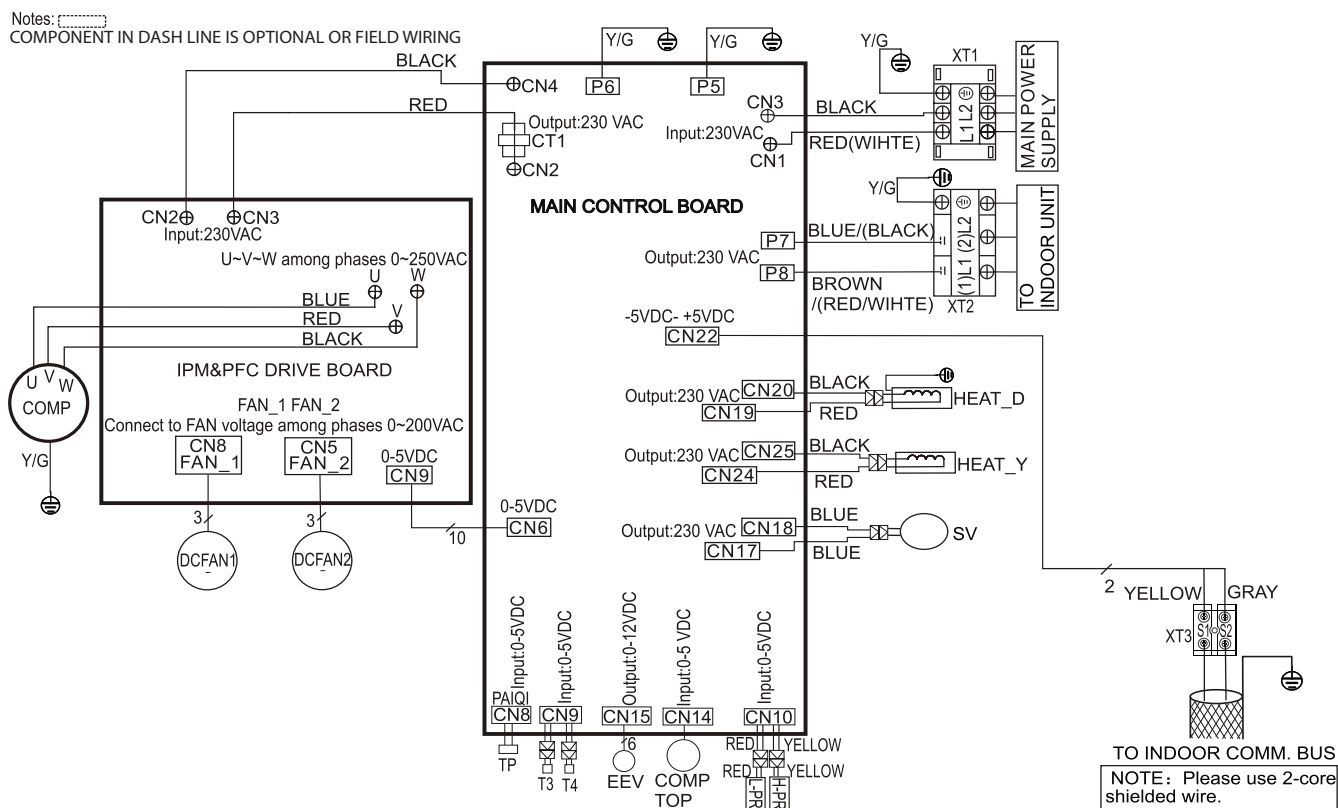 Notes:
COMPONENT IN DASH LINE IS OPTIONAL OR FIELD WIRING
BLACK
RED
CN4
Output:230 VAC
CT1
CN2
Y/G
P6
Y/G
P5
CN3
Input:230VAC
CN1
BLACK
RED(WIHTE)
Y/G
XT1
L1 L2
MAIN POWER
SUPPLY
MAIN CONTROL BOARD
Y/G
P7
Output:230 VAC
P8
BLUE/(BLACK)
BROWN
/(RED/WIHTE)
(1)L1 (2)L2
XT2
TO
INDOOR UNIT
CN2
CN3
Input:230VAC
U~V~W among phases 0~250VAC
U
W
V
BLUE
RED
BLACK
U V W
COMP
Y/G
IPM&PFC DRIVE BOARD
FAN_1 FAN_2
Connect to FAN voltage among phases 0~200VAC
CN8
FAN_1
CN5
FAN_2
0-5VDC
CN9
3
3
10
DCFAN1
DCFAN2
0-5VDC
CN6
-5VDC- +5VDC
CN22
Output:230 VAC
CN20
CN19
BLACK
RED
HEAT_D
Output:230 VAC
CN25
CN24
BLACK
RED
HEAT_Y
Output:230 VAC
CN18
CN17
BLUE
BLUE
SV
2
YELLOW
GRAY
XT3
S1
S2
TO INDOOR COMM. BUS
NOTE: Please use 2-core
shielded wire.
Input:0-5VDC
PAIQI
CN8
TP
Input:0-5VDC
CN9
T3
T4
Output:0-12VDC
CN15
6
EEV
Input:0-5 VDC
CN14
COMP
TOP
Input:0-5VDC
CN10
RED
YELLOW
RED
YELLOW
L-PR
H-PR